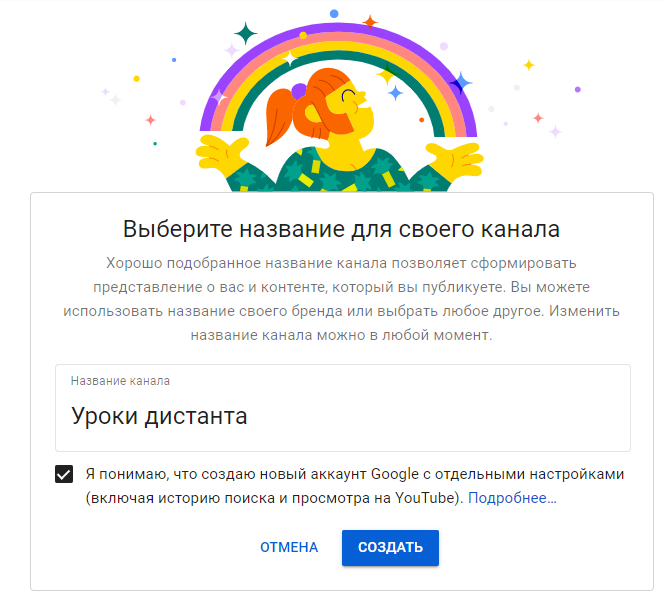 Выберите название для своего канала
Хорошо подобранное название канала позволяет сформировать
представление о вас и контенте, который вы публикуете. Вы можете
использовать название своего бренда или выбрать любое другое. Изменить
название канала можно в любой момент.
Название канала
Уроки дистанта
Я понимаю, что создаю новый аккаунт Google с отдельными настройками
(включая историю поиска и просмотра на YouTube). Подробнее…
ОТМЕНА
СОЗДАТЬ